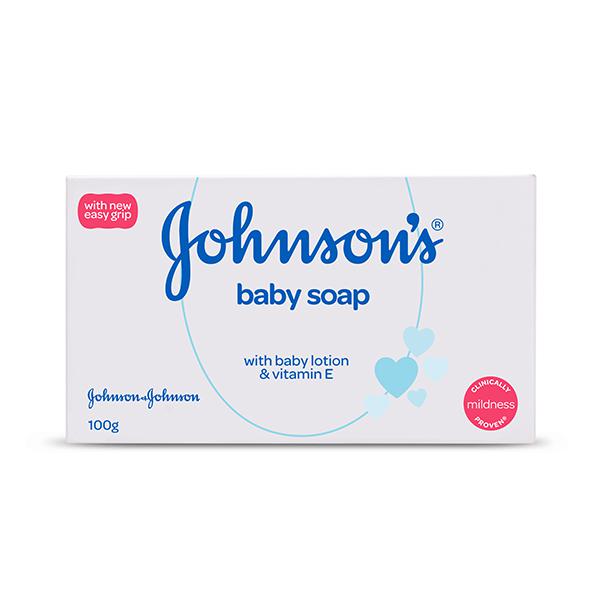 with new
easy grip
Johnson's®
baby soap
with baby lotion
& vitamin E
Johnson & Johnson
100g
CLINICALLY
mildness
PROVEN®